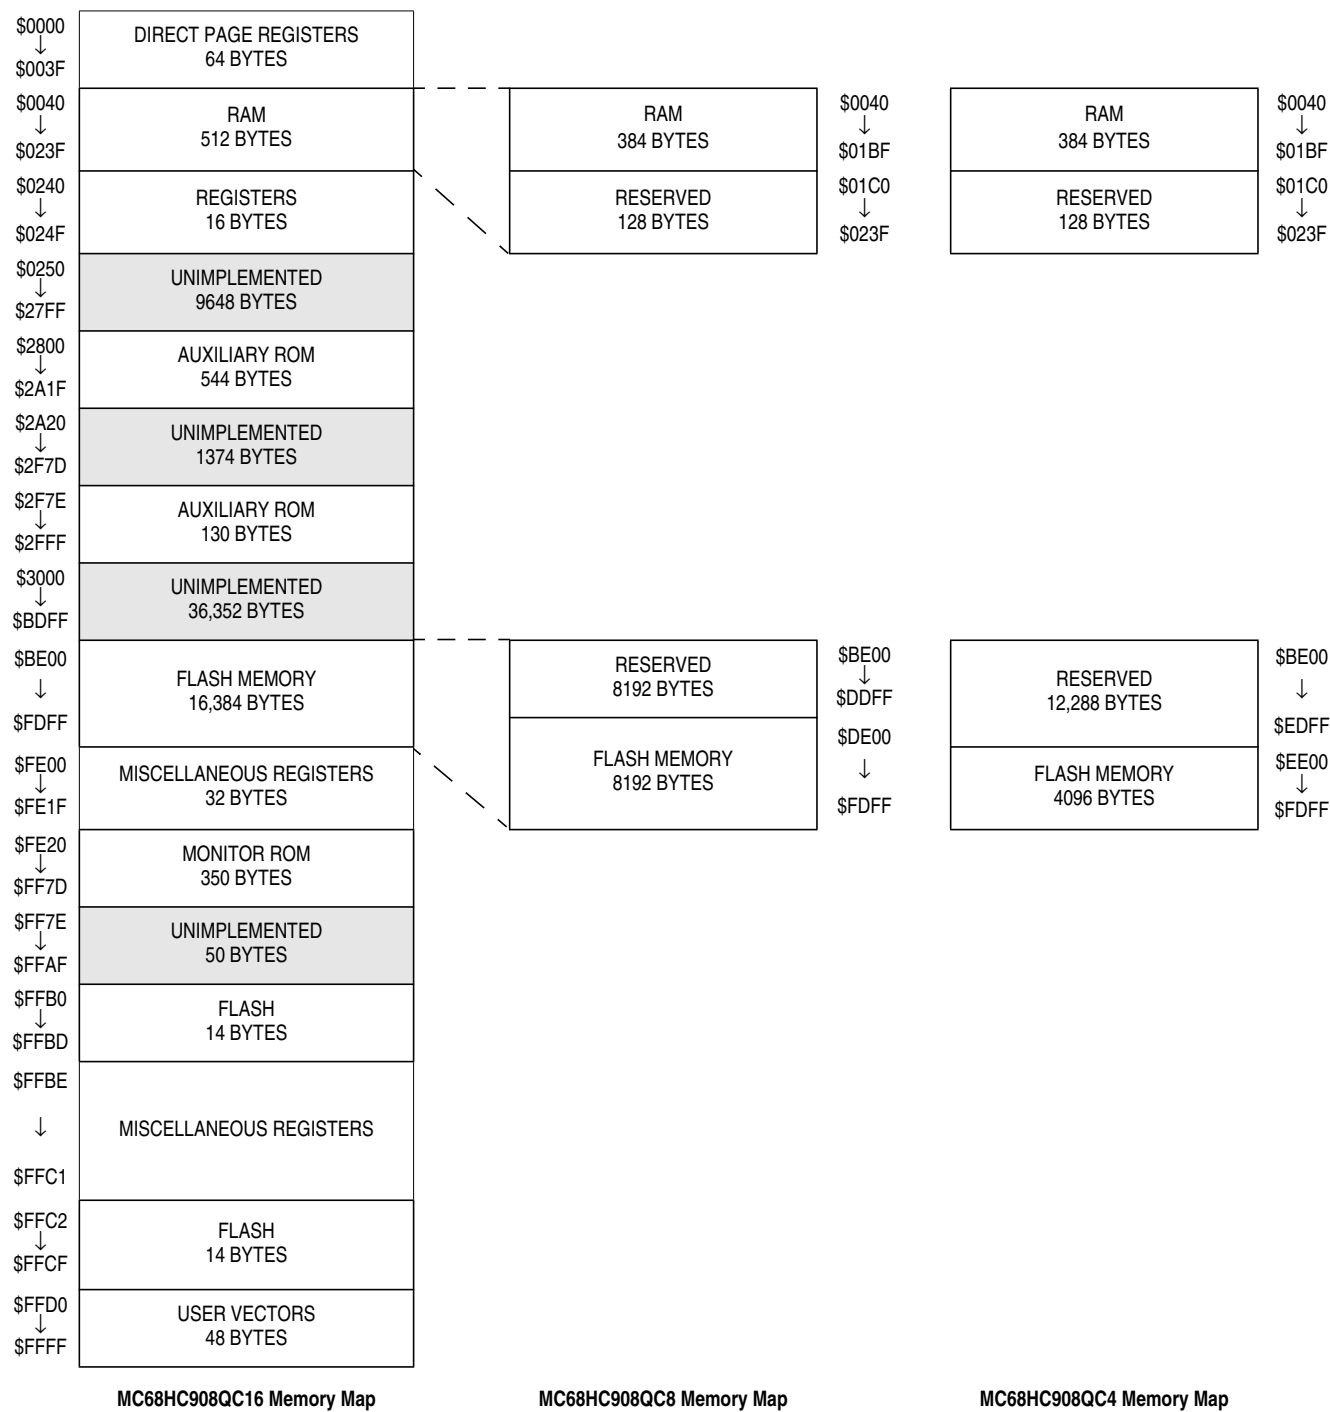 $0000
↓
$003F
DIRECT PAGE REGISTERS
64 BYTES
$0040
↓
$023F
RAM
512 BYTES
RAM
384 BYTES
$0040
↓
$01BF
RAM
384 BYTES
$0040
↓
$01BF
$0240
↓
$024F
REGISTERS
16 BYTES
RESERVED
128 BYTES
$01C0
↓
$023F
RESERVED
128 BYTES
$01C0
↓
$023F
$0250
↓
$27FF
UNIMPLEMENTED
9648 BYTES
$2800
↓
$2A1F
AUXILIARY ROM
544 BYTES
$2A20
↓
$2F7D
UNIMPLEMENTED
1374 BYTES
$2F7E
↓
$2FFF
AUXILIARY ROM
130 BYTES
$3000
↓
$BDFF
UNIMPLEMENTED
36,352 BYTES
$BE00
↓
$FDFF
FLASH MEMORY
16,384 BYTES
RESERVED
8192 BYTES
$BE00
↓
$DDFF
RESERVED
12,288 BYTES
$BE00
↓
$EDFF
$FE00
↓
$FE1F
MISCELLANEOUS REGISTERS
32 BYTES
FLASH MEMORY
8192 BYTES
$DE00
↓
$FDFF
FLASH MEMORY
4096 BYTES
$EE00
↓
$FDFF
$FE20
↓
$FF7D
MONITOR ROM
350 BYTES
$FF7E
↓
$FFAF
UNIMPLEMENTED
50 BYTES
$FFB0
↓
$FFBD
FLASH
14 BYTES
$FFBE
↓
$FFC1
MISCELLANEOUS REGISTERS
$FFC2
↓
$FFCF
FLASH
14 BYTES
$FFD0
↓
$FFFF
USER VECTORS
48 BYTES
MC68HC908QC16 Memory Map
MC68HC908QC8 Memory Map
MC68HC908QC4 Memory Map